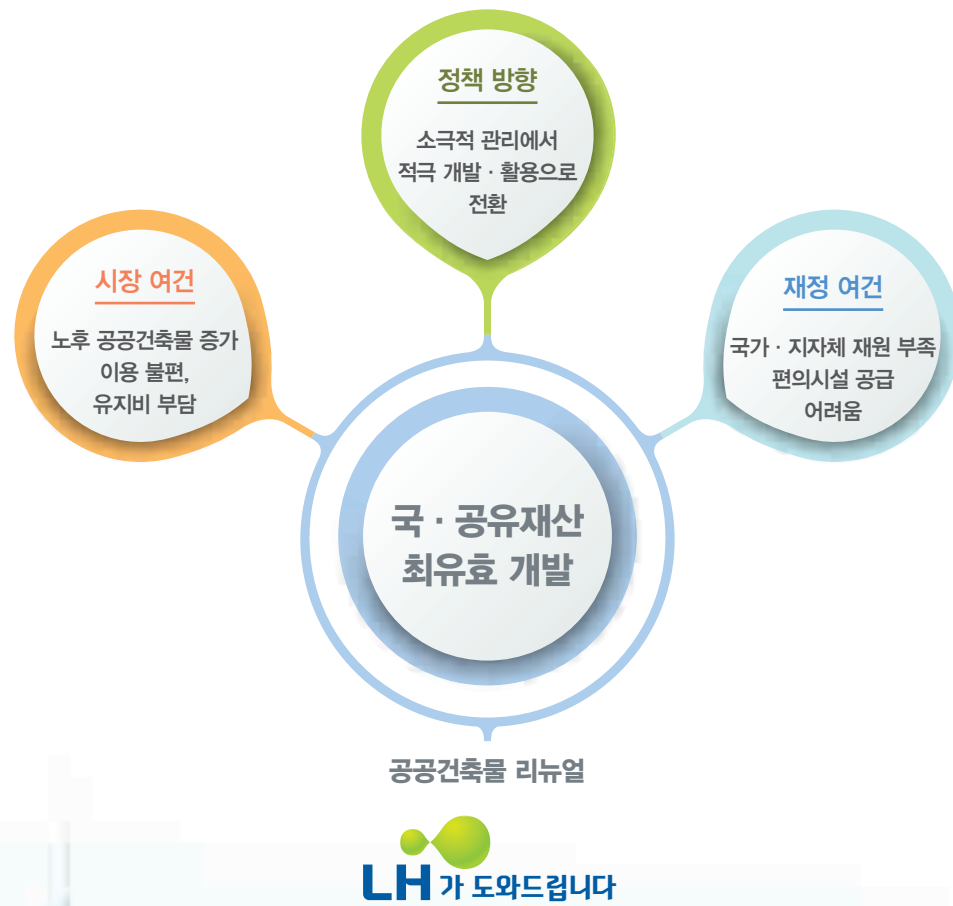 정책 방향
소극적 관리에서
적극 개발 · 활용으로
전환
시장 여건
노후 공공건축물 증가
이용 불편,
유지비 부담
재정 여건
국가 · 지자체 재원 부족
편의시설 공급
어려움
국 · 공유재산
최유효 개발
공공건축물 리뉴얼
LH가 도와드립니다